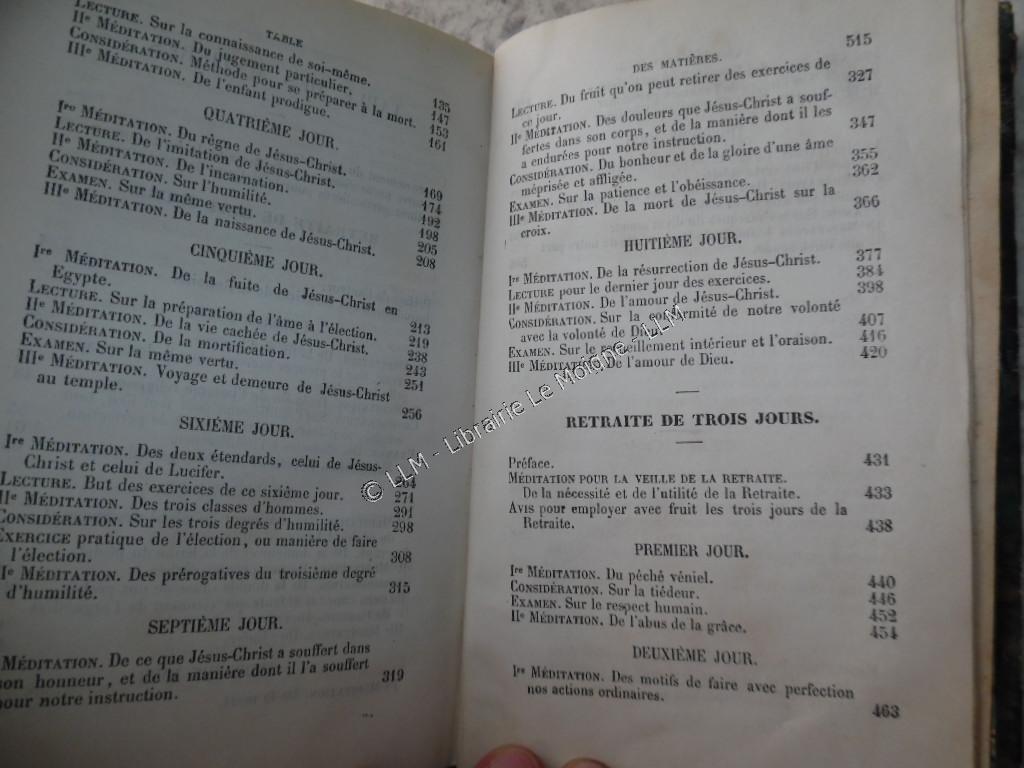 TABLE
LECTURE. Sur la connaissance de soi-même. 135
IIe MÉDITATION. Du jugement particulier. 147
CONSIDÉRATION. Méthode pour se préparer à la mort. 153
IIIe MÉDITATION. De l'enfant prodigue. 161
QUATRIÈME JOUR.
Ire MÉDITATION. Du règne de Jésus-Christ. 169
LECTURE. De l'imitation de Jésus-Christ. 174
IIe MÉDITATION. De l'incarnation. 192
CONSIDÉRATION. Sur l'humilité. 198
EXAMEN. Sur la même vertu. 205
IIIe MÉDITATION. De la naissance de Jésus-Christ. 208
CINQUIÈME JOUR.
Ire MÉDITATION. De la fuite de Jésus-Christ en
Egypte. 213
LECTURE. Sur la préparation de l'âme à l'élection. 219
IIe MÉDITATION. De la vie cachée de Jésus-Christ. 238
CONSIDÉRATION. De la mortification. 243
EXAMEN. Sur la même vertu. 251
IIIe MÉDITATION. Voyage et demeure de Jésus-Christ
au temple. 256
SIXIÈME JOUR.
Ire MÉDITATION. Des deux étendards, celui de Jésus-
Christ et celui de Lucifer.
LECTURE. But des exercices de ce sixième jour. 271
IIe MÉDITATION. Des trois classes d'hommes. 291
CONSIDÉRATION. Sur les trois degrés d'humilité. 298
EXERCICE pratique de l'élection, ou manière de faire
l'élection. 308
Ie MÉDITATION. Des prérogatives du troisième degré
d'humilité. 315
SEPTIÈME JOUR.
MÉDITATION. De ce que Jésus-Christ a souffert dans
son honneur, et de la manière dont il l'a souffert
pour notre instruction. 319
DES MATIÈRES. 515
LECTURE. Du fruit qu'on peut retirer des exercices de
ce jour. 327
IIe MÉDITATION. Des douleurs que Jésus-Christ a souf-
fertes dans son corps, et de la manière dont il les
a endurées pour notre instruction. 347
CONSIDÉRATION. Du bonheur et de la gloire d'une âme
méprisée et affligée. 355
EXAMEN. Sur la patience et l'obéissance. 362
IIIe MÉDITATION. De la mort de Jésus-Christ sur la
croix. 366
HUITIÈME JOUR.
Ire MÉDITATION. De la résurrection de Jésus-Christ. 377
LECTURE pour le dernier jour des exercices. 384
IIe MÉDITATION. De l'amour de Jésus-Christ. 398
CONSIDÉRATION. Sur la conformité de notre volonté
avec la volonté de Dieu. 407
EXAMEN. Sur le recueillement intérieur et l'oraison. 416
IIIe MÉDITATION. De l'amour de Dieu. 420
RETRAITE DE TROIS JOURS.
Préface. 431
MÉDITATION POUR LA VEILLE DE LA RETRAITE.
De la nécessité et de l'utilité de la Retraite. 433
AVIS pour employer avec fruit les trois jours de la
Retraite. 438
PREMIER JOUR.
Ire MÉDITATION. Du péché véniel. 440
CONSIDÉRATION. Sur la tiédeur. 446
EXAMEN. Sur le respect humain. 452
IIe MÉDITATION. De l'abus de la grâce. 454
DEUXIÈME JOUR.
Ire MÉDITATION. Des motifs de faire avec perfection
nos actions ordinaires. 463
© LLM - Librairie Le Moigne - LLM